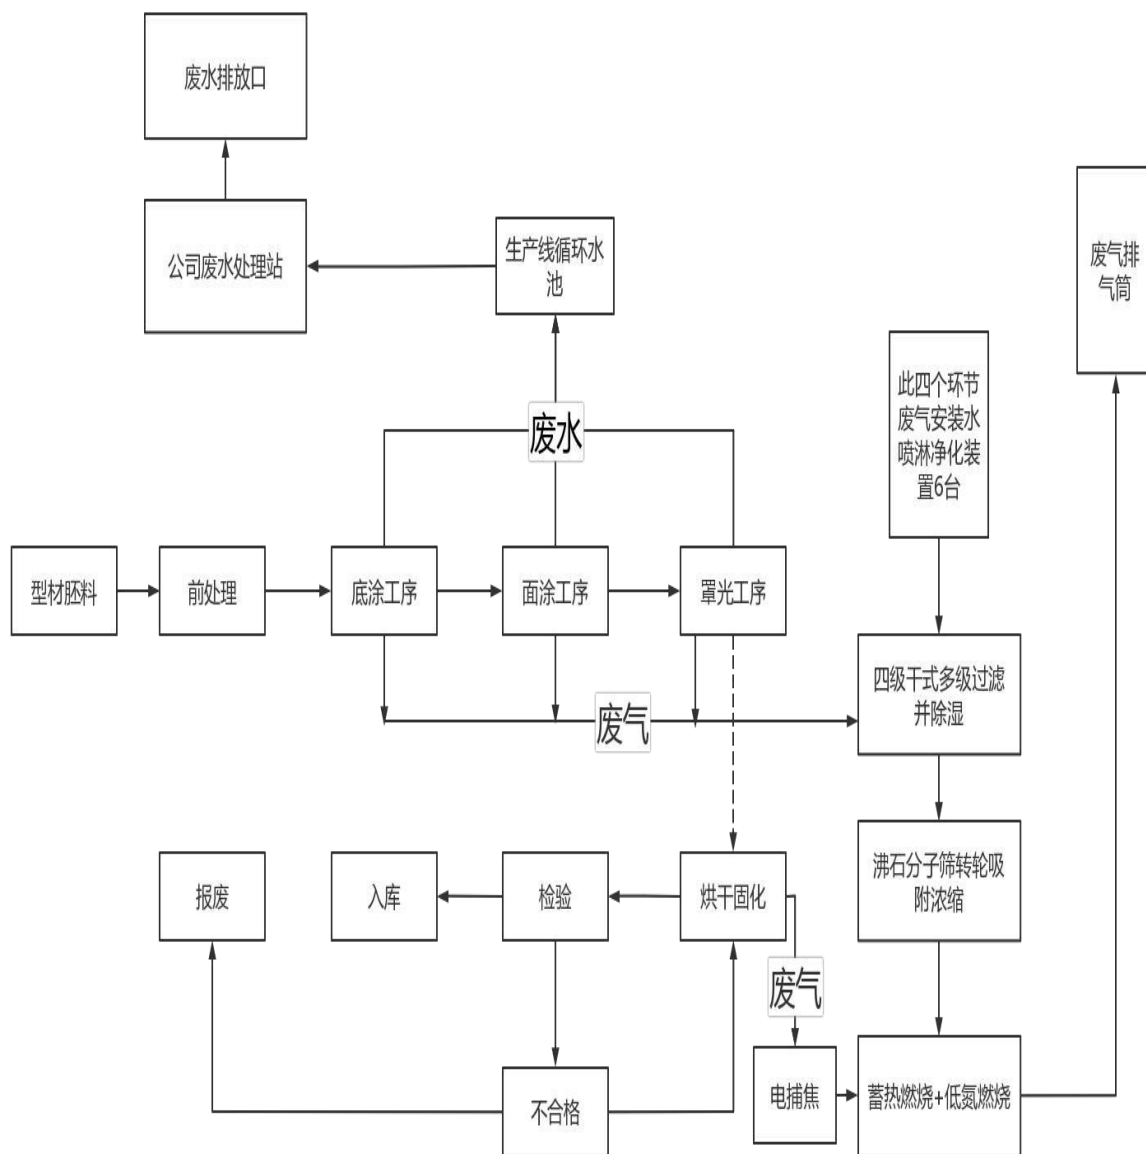 废水排放口
公司废水处理站
生产线循环水
池
废气排
气筒
此四个环节
废气安装水
喷淋净化装
置6台
废水
型材胚料
前处理
底涂工序
面涂工序
罩光工序
四级干式多级过滤
并除湿
废气
沸石分子筛转轮吸
附浓缩
报废
入库
检验
烘干固化
废气
不合格
电捕焦
蓄热燃烧+低氮燃烧